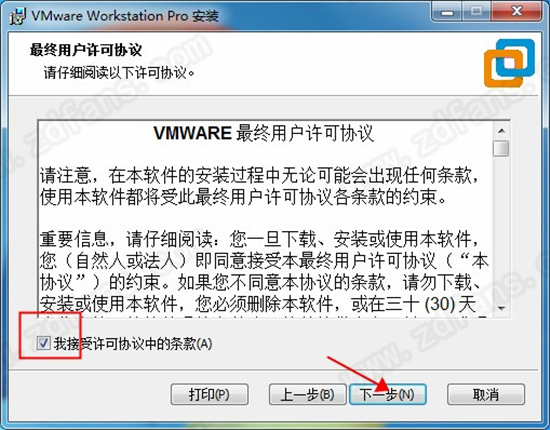 VMware Workstation Pro 安装
最终用户许可协议
请仔细阅读以下许可协议。
VMWARE 最终用户许可协议
请注意，在本软件的安装过程中无论可能会出现任何条款，
使用本软件都将受此最终用户许可协议各条款的约束。
重要信息，请仔细阅读：您一旦下载、安装或使用本软件，
您（自然人或法人）即同意接受本最终用户许可协议（“本
协议”）的约束。如果您不同意本协议的条款，请勿下载、
安装或使用本软件，您必须删除本软件，或在三十 (30) 天
我接受许可协议中的条款(A)
打印(P)
上一步(B)
下一步(N)
取消
www.zdfans.com